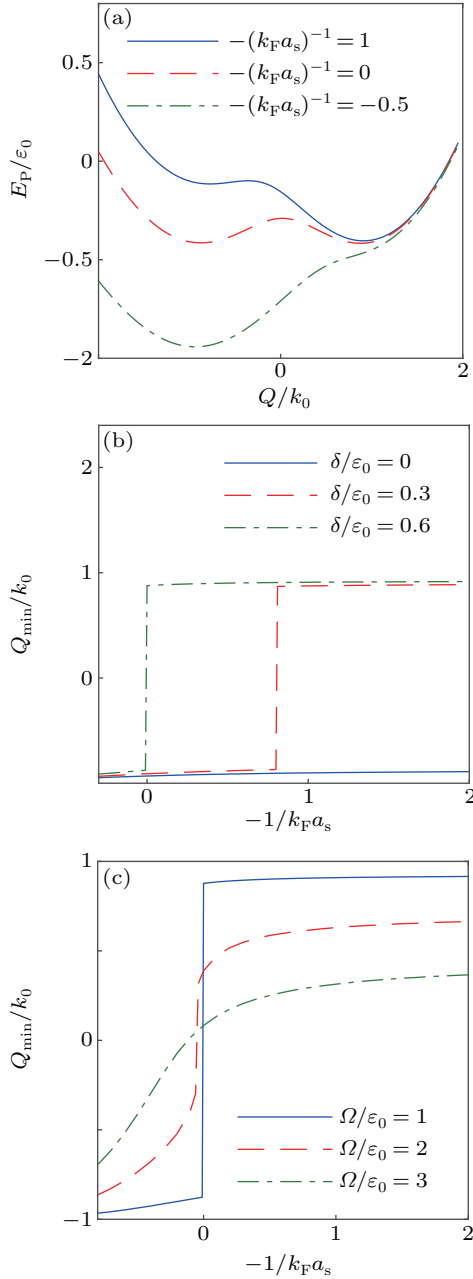 (a)
−(k_F a_s)^{−1} = 1
−(k_F a_s)^{−1} = 0
−(k_F a_s)^{−1} = −0.5
0.5
0
−0.5
−2
E_P/ε_0
0
2
Q/k_0
(b)
δ/ε_0 = 0
δ/ε_0 = 0.3
δ/ε_0 = 0.6
2
1
0
Q_min/k_0
0
1
2
−1/k_F a_s
(c)
1
0
−1
Q_min/k_0
Ω/ε_0 = 1
Ω/ε_0 = 2
Ω/ε_0 = 3
0
1
2
−1/k_F a_s